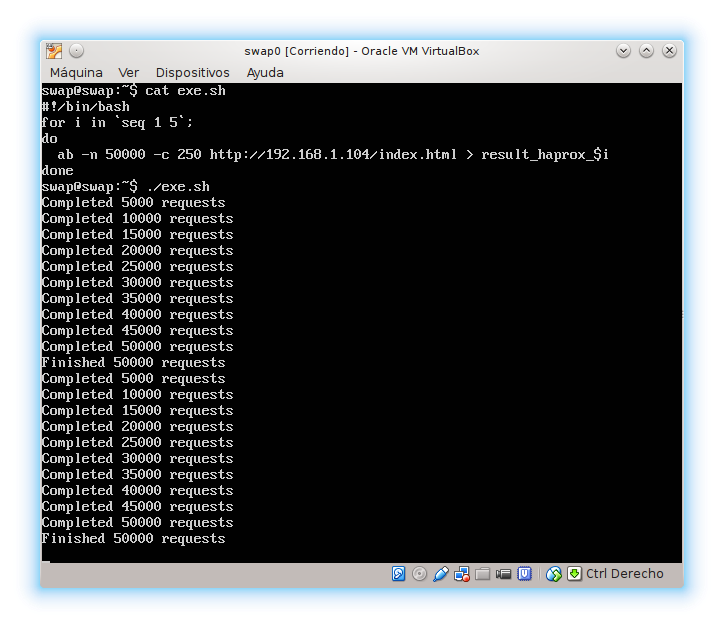 swap0 [Corriendo] - Oracle VM VirtualBox
Máquina Ver Dispositivos Ayuda
swap@swap:~$ cat exe.sh
#!/bin/bash
for i in `seq 1 5`;
do
  ab -n 50000 -c 250 http://192.168.1.104/index.html > result_haprox_$i
done
swap@swap:~$ ./exe.sh
Completed 5000 requests
Completed 10000 requests
Completed 15000 requests
Completed 20000 requests
Completed 25000 requests
Completed 30000 requests
Completed 35000 requests
Completed 40000 requests
Completed 45000 requests
Completed 50000 requests
Finished 50000 requests
Completed 5000 requests
Completed 10000 requests
Completed 15000 requests
Completed 20000 requests
Completed 25000 requests
Completed 30000 requests
Completed 35000 requests
Completed 40000 requests
Completed 45000 requests
Completed 50000 requests
Finished 50000 requests
Ctrl Derecho